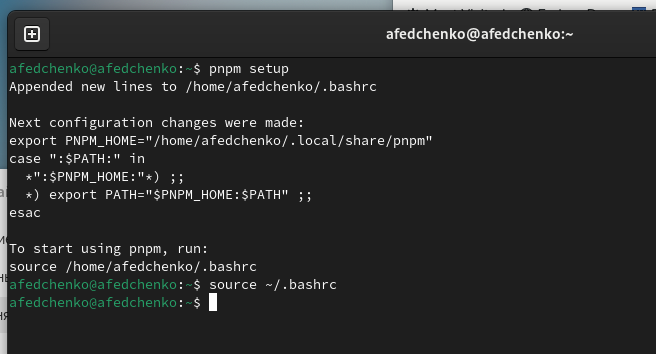 afedchenko@afedchenko:~
afedchenko@afedchenko:~$ pnpm setup
Appended new lines to /home/afedchenko/.bashrc
Next configuration changes were made:
export PNPM_HOME="/home/afedchenko/.local/share/pnpm"
case ":$PATH:" in
  *":$PNPM_HOME:"*) ;;
  *) export PATH="$PNPM_HOME:$PATH" ;;
esac
To start using pnpm, run:
source /home/afedchenko/.bashrc
afedchenko@afedchenko:~$ source ~/.bashrc
afedchenko@afedchenko:~$